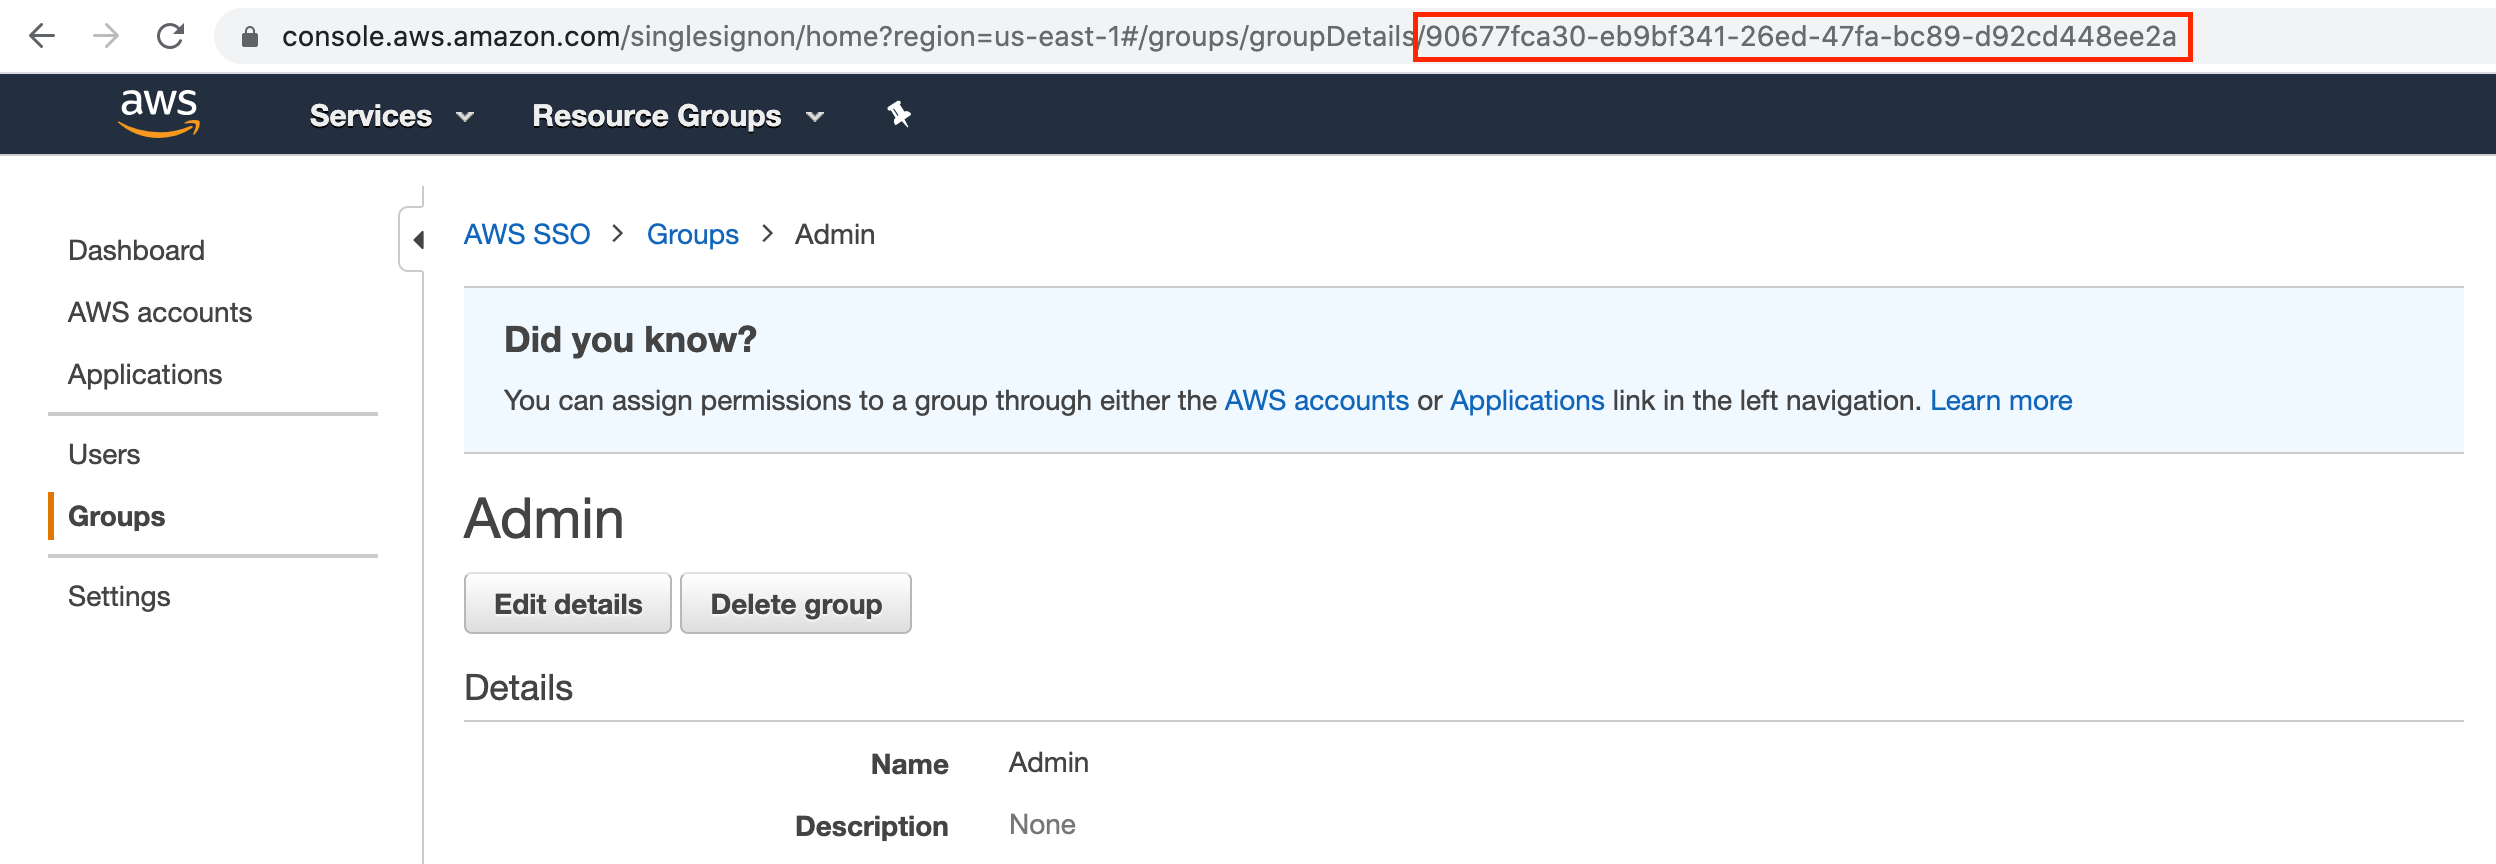 console.aws.amazon.com/singlesignon/home?region=us-east-1#/groups/groupDetails/90677fca30-eb9bf341-26ed-47fa-bc89-d92cd448ee2a
aws Services Resource Groups
AWS SSO > Groups > Admin
Dashboard
AWS accounts
Applications
Users
Groups
Settings
Did you know?
You can assign permissions to a group through either the AWS accounts or Applications link in the left navigation. Learn more
Admin
Edit details Delete group
Details
Name Admin
Description None